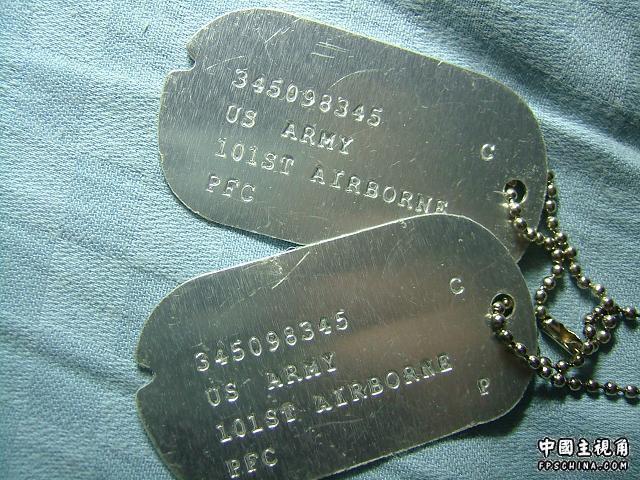 345098345
US ARMY
101ST AIRBORNE
PFC
C
345098345
US ARMY
101ST AIRBORNE
PFC
C
P
中国主视角
FPSCHINA.COM